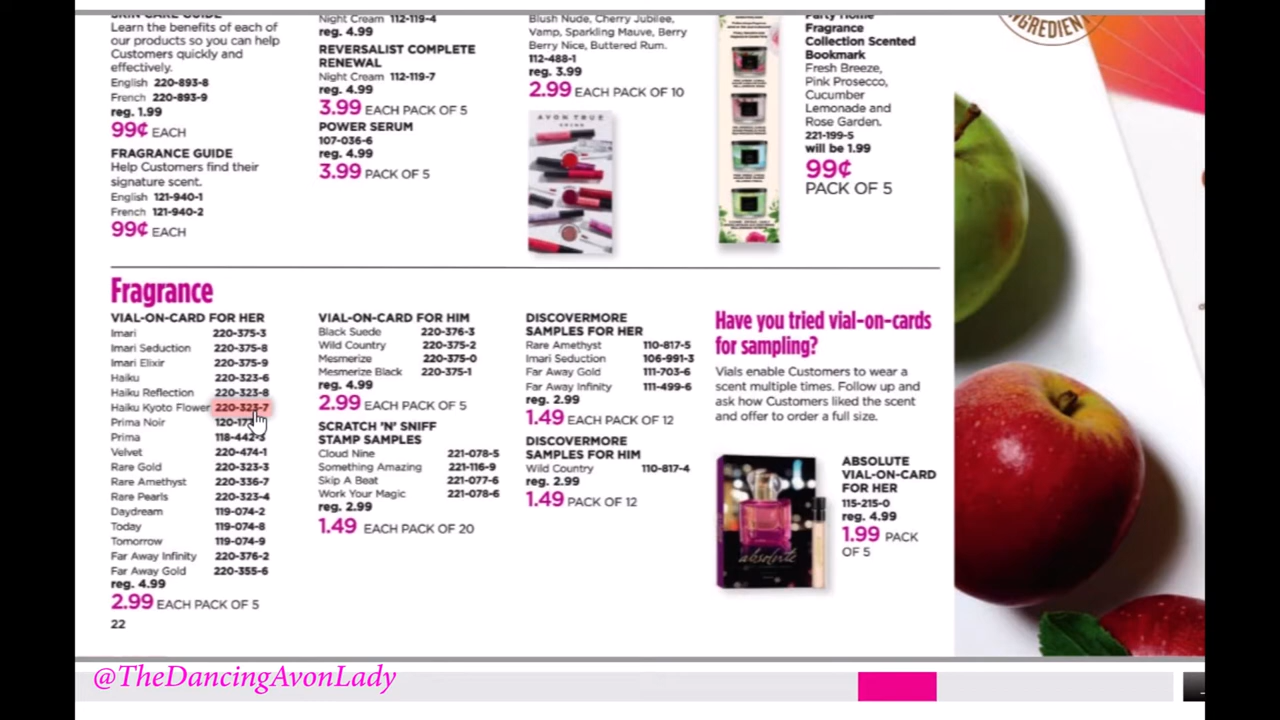 SKIN CARE GUIDE
Learn the benefits of each of
our products so you can help
Customers quickly and
effectively.
English 220-893-8
French 220-893-9
reg. 1.99
99¢ EACH
FRAGRANCE GUIDE
Help Customers find their
signature scent.
English 121-940-1
French 121-940-2
99¢ EACH
Night Cream 112-119-4
reg. 4.99
REVERSALIST COMPLETE
RENEWAL
Night Cream 112-119-7
reg. 4.99
3.99 EACH PACK OF 5
POWER SERUM
107-036-6
reg. 4.99
3.99 PACK OF 5
Blush Nude, Cherry Jubilee,
Vamp, Sparkling Mauve, Berry
Berry Nice, Buttered Rum.
112-488-1
reg. 3.99
2.99 EACH PACK OF 10
AVON TRUE
Party Home
Fragrance
Collection Scented
Bookmark
Fresh Breeze,
Pink Prosecco,
Cucumber
Lemonade and
Rose Garden.
221-199-5
will be 1.99
99¢
PACK OF 5
INGREDIEN
Fragrance
VIAL-ON-CARD FOR HER
Imari 220-375-3
Imari Seduction 220-375-8
Imari Elixir 220-375-9
Haiku 220-323-6
Haiku Reflection 220-323-8
Haiku Kyoto Flower 220-323-7
Prima Noir
Prima 118-442-3
Velvet 220-474-1
Rare Gold 220-323-3
Rare Amethyst 220-336-7
Rare Pearls 220-323-4
Daydream 119-074-2
Today 119-074-8
Tomorrow 119-074-9
Far Away Infinity 220-376-2
Far Away Gold 220-355-6
reg. 4.99
2.99 EACH PACK OF 5
22
VIAL-ON-CARD FOR HIM
Black Suede 220-376-3
Wild Country 220-375-2
Mesmerize 220-375-0
Mesmerize Black 220-375-1
reg. 4.99
2.99 EACH PACK OF 5
SCRATCH 'N' SNIFF
STAMP SAMPLES
Cloud Nine 221-078-5
Something Amazing 221-116-9
Skip A Beat 221-077-6
Work Your Magic 221-078-6
reg. 2.99
1.49 EACH PACK OF 20
DISCOVERMORE
SAMPLES FOR HER
Rare Amethyst 110-817-5
Imari Seduction 106-991-3
Far Away Gold 111-703-6
Far Away Infinity 111-499-6
reg. 2.99
1.49 EACH PACK OF 12
DISCOVERMORE
SAMPLES FOR HIM
Wild Country 110-817-4
reg. 2.99
1.49 PACK OF 12
Have you tried vial-on-cards
for sampling?
Vials enable Customers to wear a
scent multiple times. Follow up and
ask how Customers liked the scent
and offer to order a full size.
absolute
ABSOLUTE
VIAL-ON-CARD
FOR HER
115-215-0
reg. 4.99
1.99 PACK
OF 5
@TheDancingAvonLady